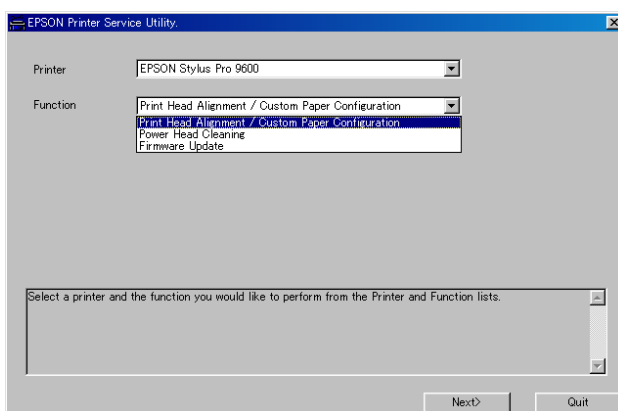 EPSON Printer Service Utility.
Printer
EPSON Stylus Pro 9600
Function
Print Head Alignment / Custom Paper Configuration
Print Head Alignment / Custom Paper Configuration
Power Head Cleaning
Firmware Update
Select a printer and the function you would like to perform from the Printer and Function lists.
Next>
Quit